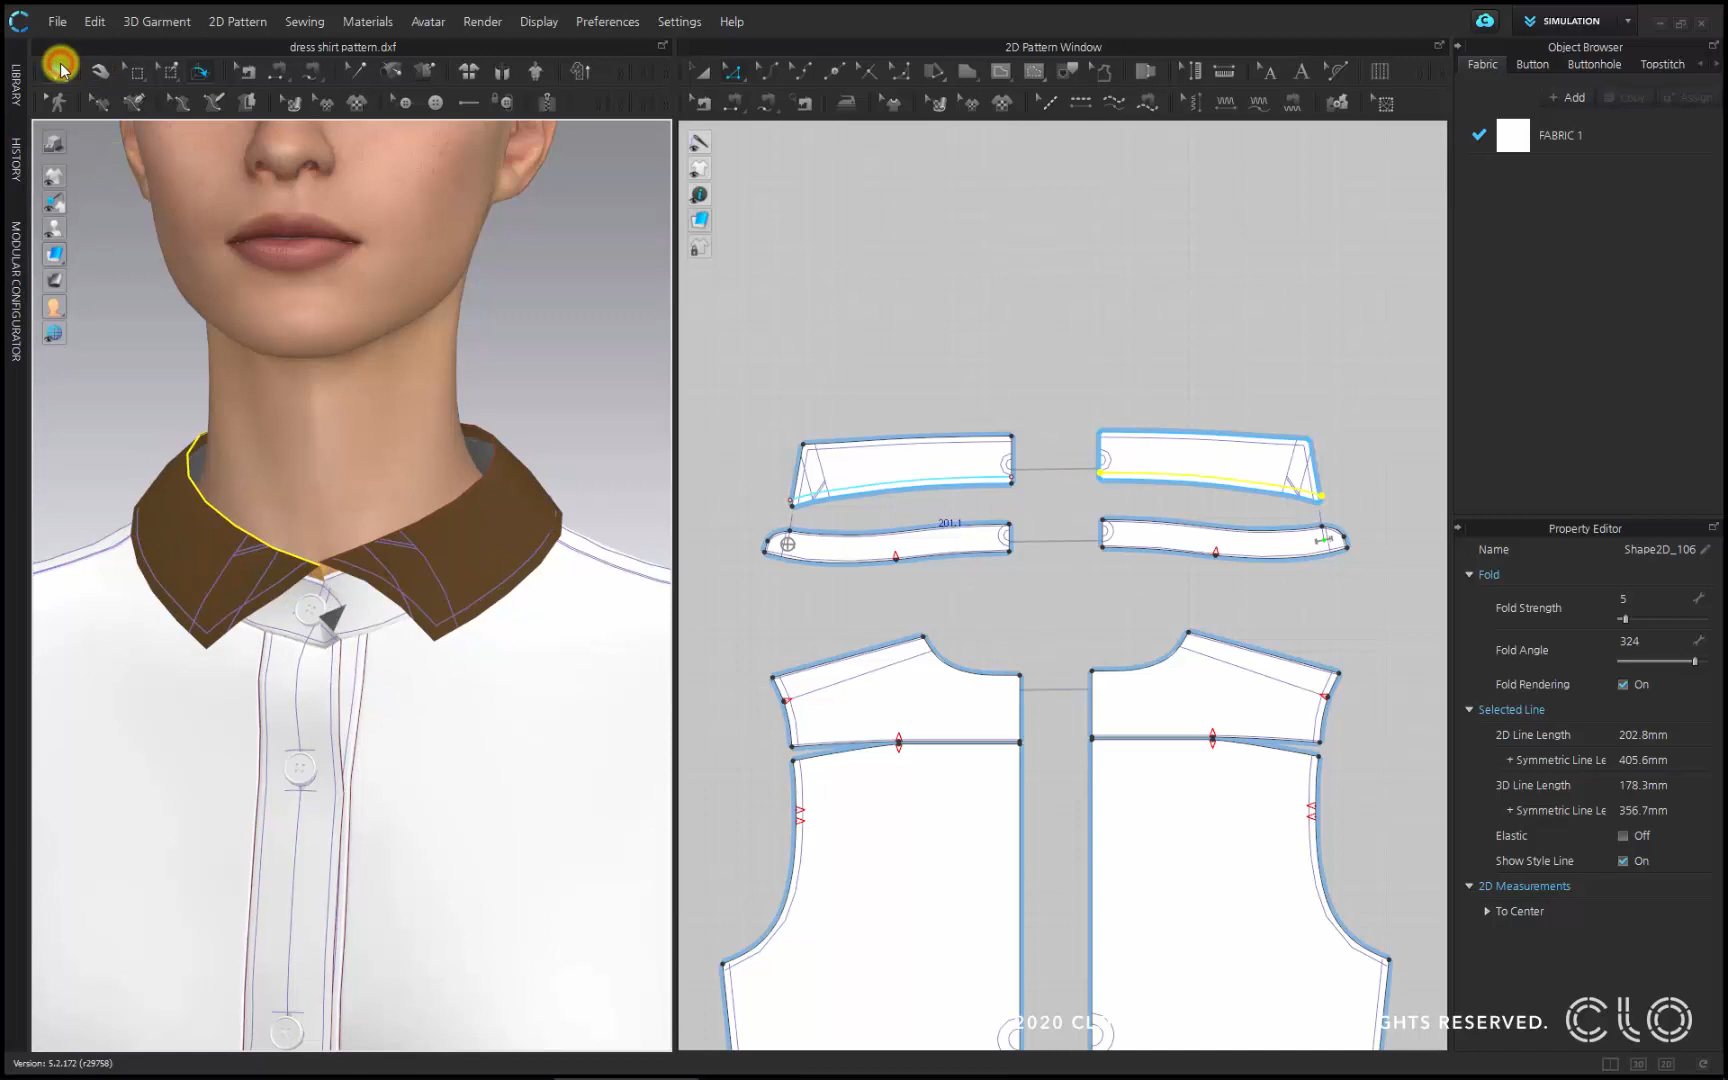 File Edit 3D Garment 2D Pattern Sewing Materials Avatar Render Display Preferences Settings Help
SIMULATION
dress shirt pattern.dxf
2D Pattern Window
Object Browser
Fabric Button Buttonhole Topstitch
+ Add Copy Assign
FABRIC 1
LIBRARY
HISTORY
MODULAR CONFIGURATOR
201.1
Property Editor
Name Shape2D_106
Fold
Fold Strength 5
Fold Angle 324
Fold Rendering On
Selected Line
2D Line Length 202.8mm
+ Symmetric Line Le 405.6mm
3D Line Length 178.3mm
+ Symmetric Line Le 356.7mm
Elastic Off
Show Style Line On
2D Measurements
To Center
2020 CL GHTS RESERVED. CLO
Version: 5.2.172 (r29758)
3D 2D